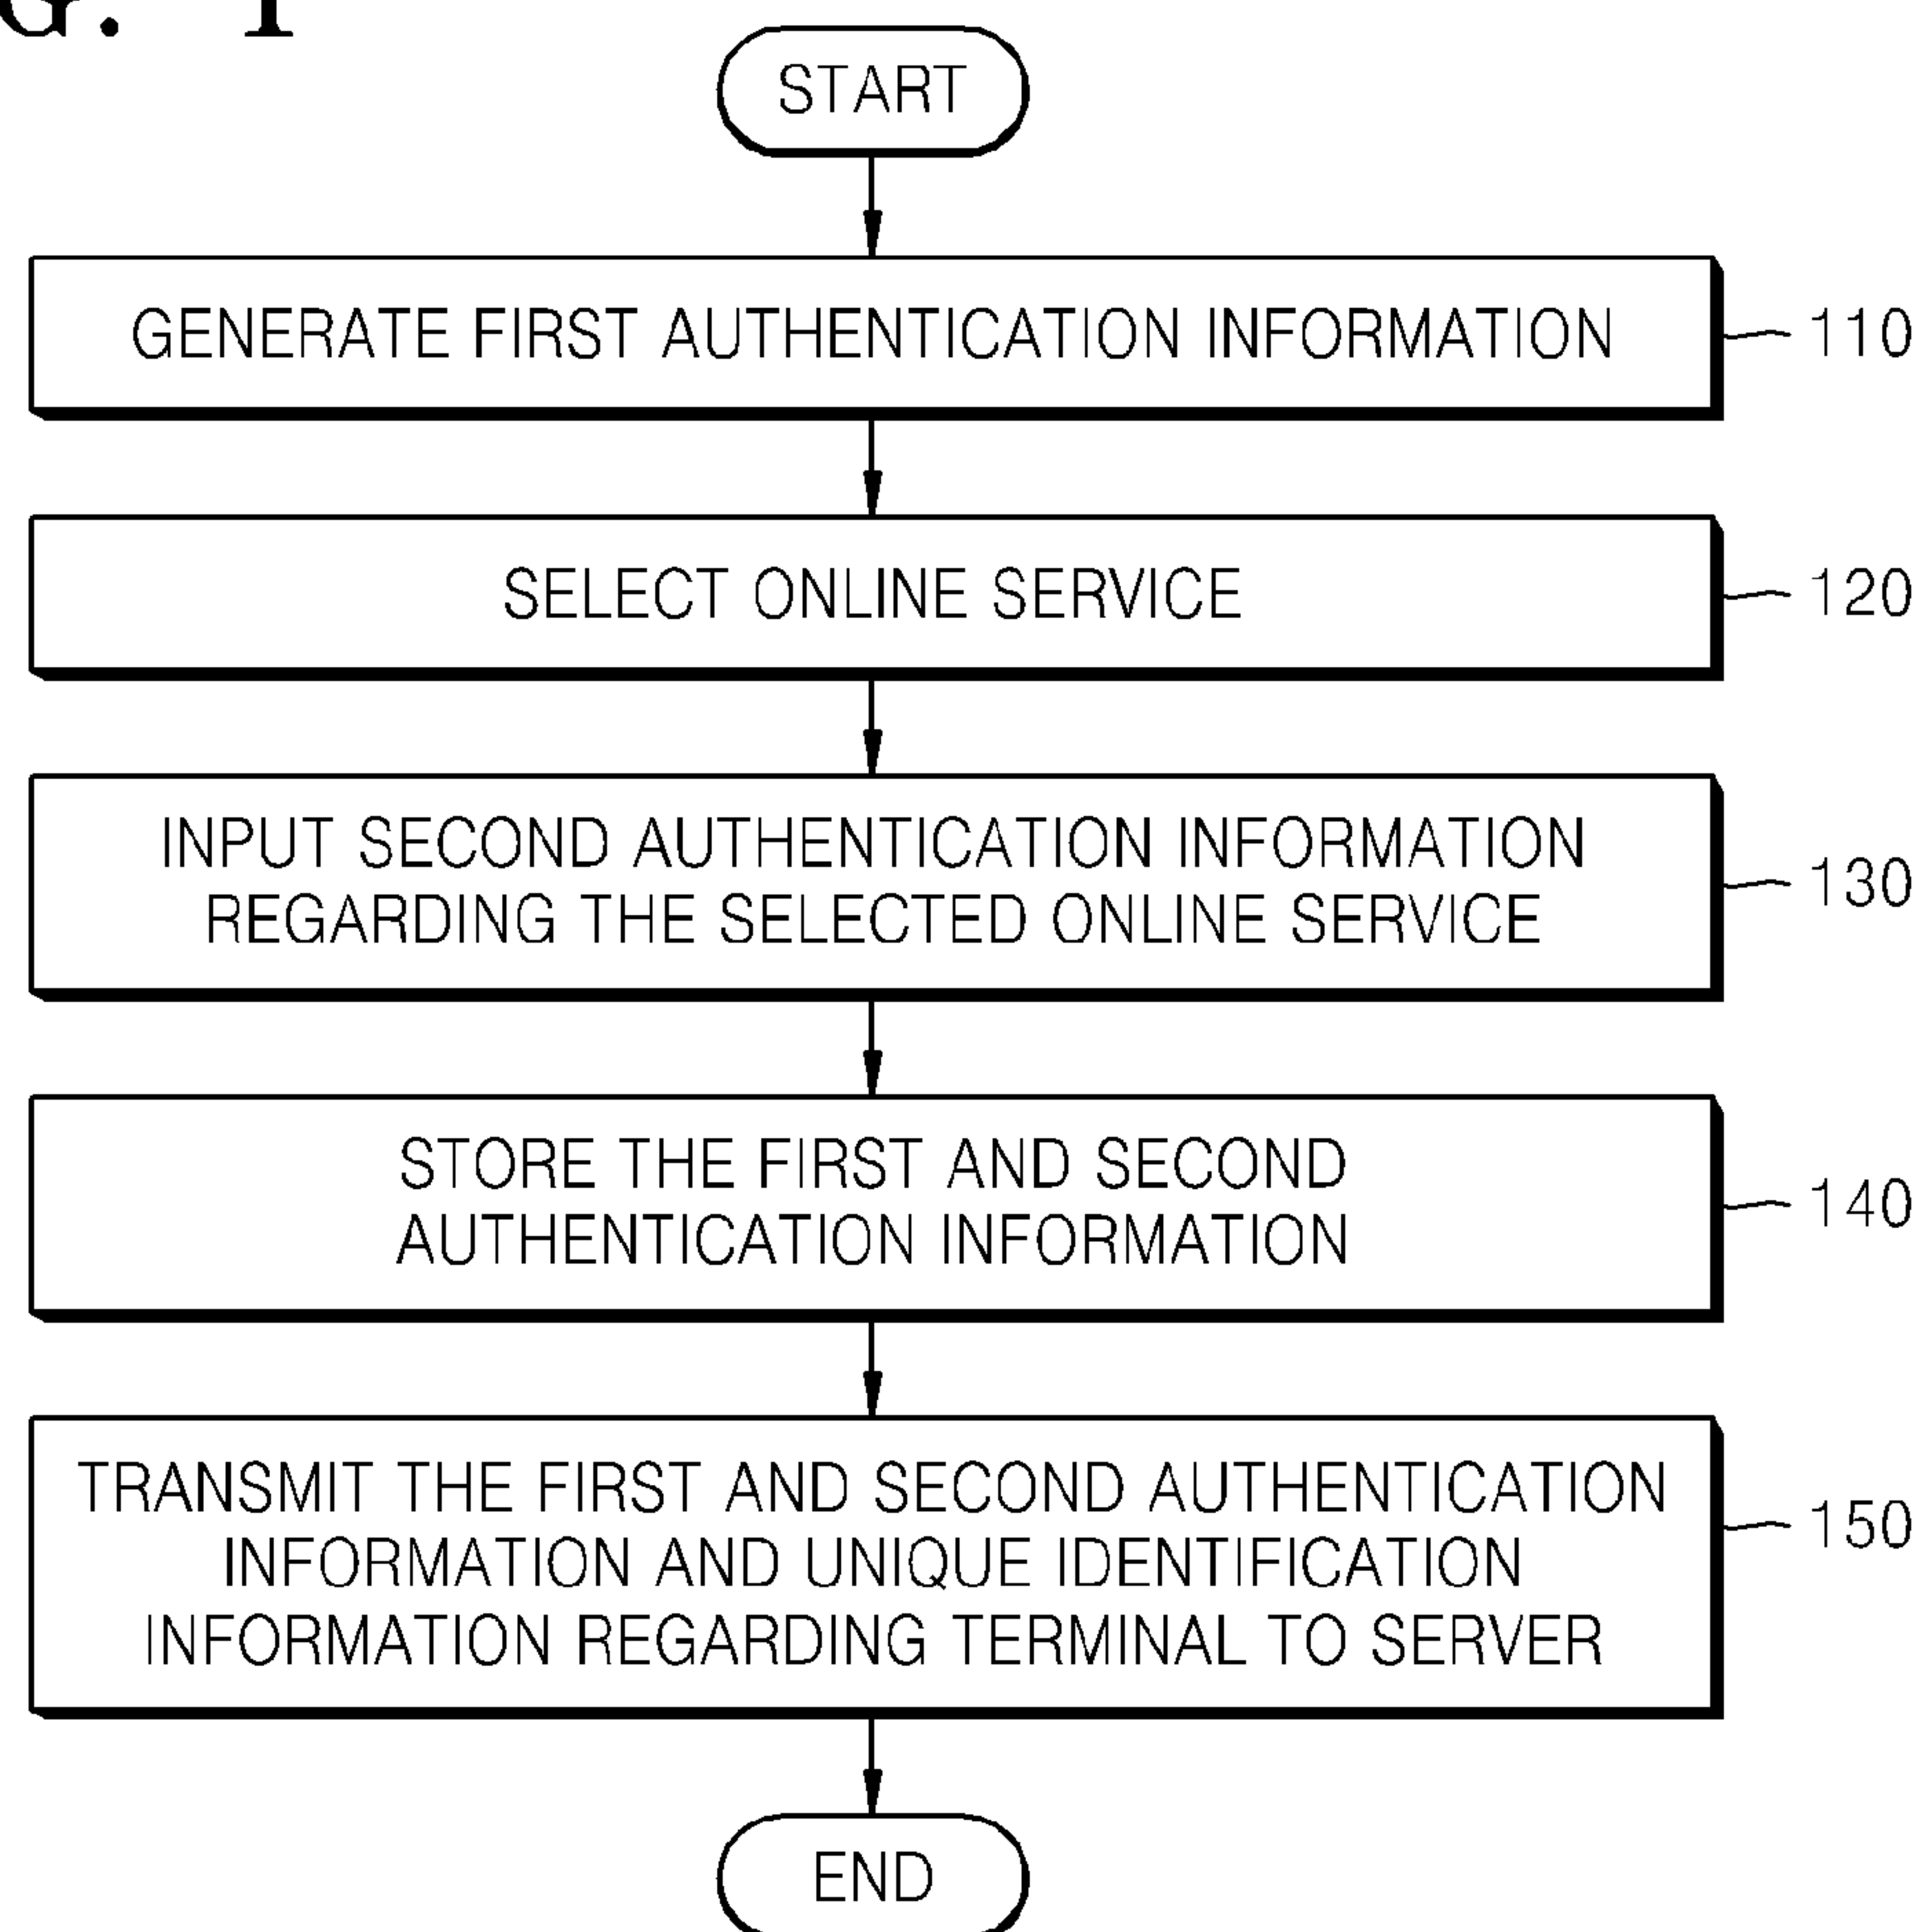 G. 1
START
GENERATE FIRST AUTHENTICATION INFORMATION
110
SELECT ONLINE SERVICE
120
INPUT SECOND AUTHENTICATION INFORMATION
REGARDING THE SELECTED ONLINE SERVICE
130
STORE THE FIRST AND SECOND
AUTHENTICATION INFORMATION
140
TRANSMIT THE FIRST AND SECOND AUTHENTICATION
INFORMATION AND UNIQUE IDENTIFICATION
INFORMATION REGARDING TERMINAL TO SERVER
150
END